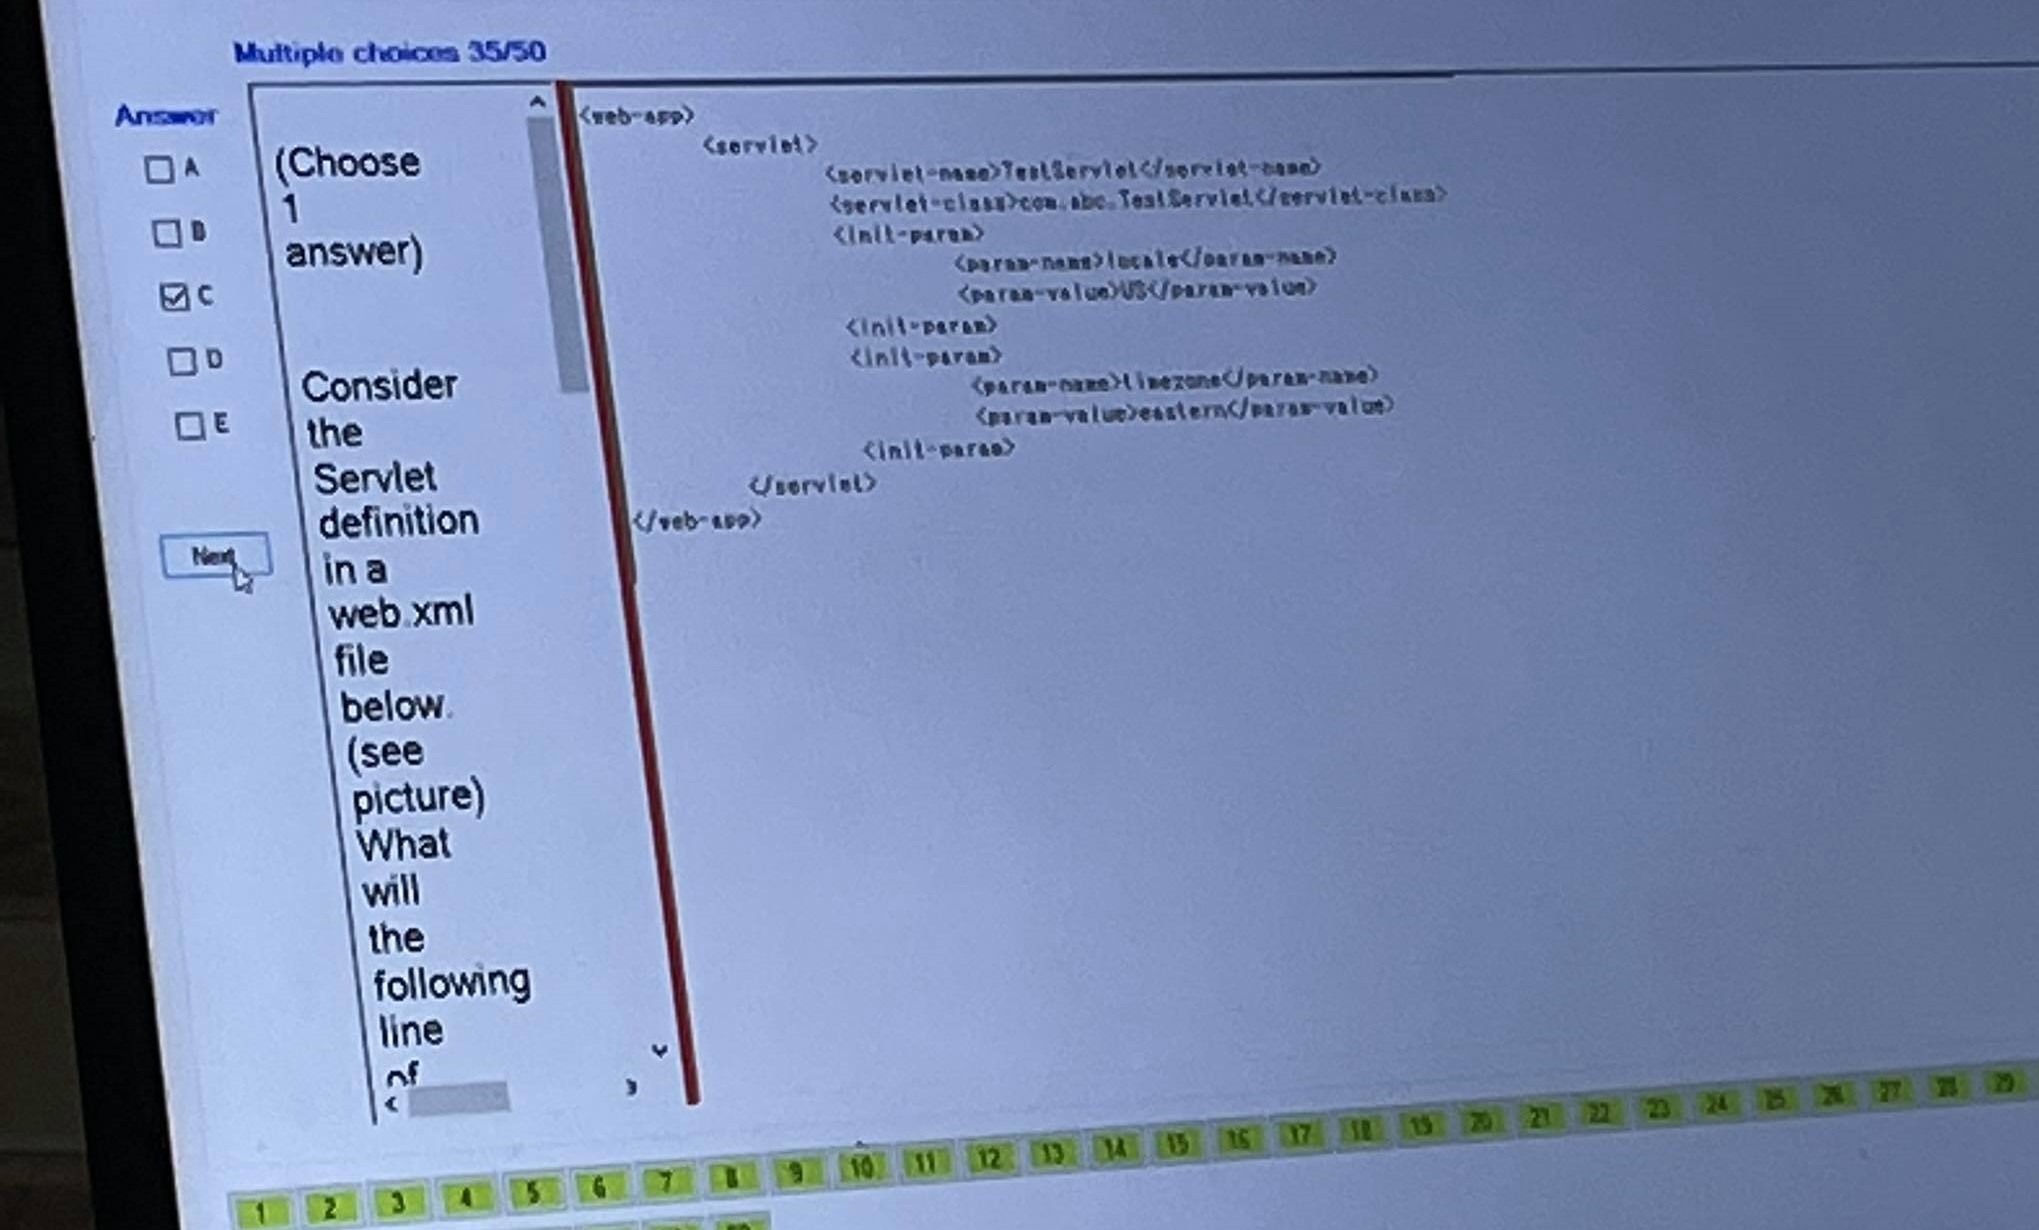 Multiple choices 35/50
Answer
A
B
C
D
E
Next
(Choose
1
answer)
Consider
the
Servlet
definition
in a
web.xml
file
below.
(see
picture)
What
will
the
following
line
of
<web-app>
<servlet>
<servlet-name>TestServlet</servlet-name>
<servlet-class>com.abc.TestServlet</servlet-class>
<init-param>
<param-name>locale</param-name>
<param-value>US</param-value>
<init-param>
<init-param>
<param-name>timezone</param-name>
<param-value>eastern</param-value>
<init-param>
</servlet>
</web-app>
1 2 3 4 5 6 7 8 9 10 11 12 13 14 15 16 17 18 19 20 21 22 23 24 25 26 27 28 29